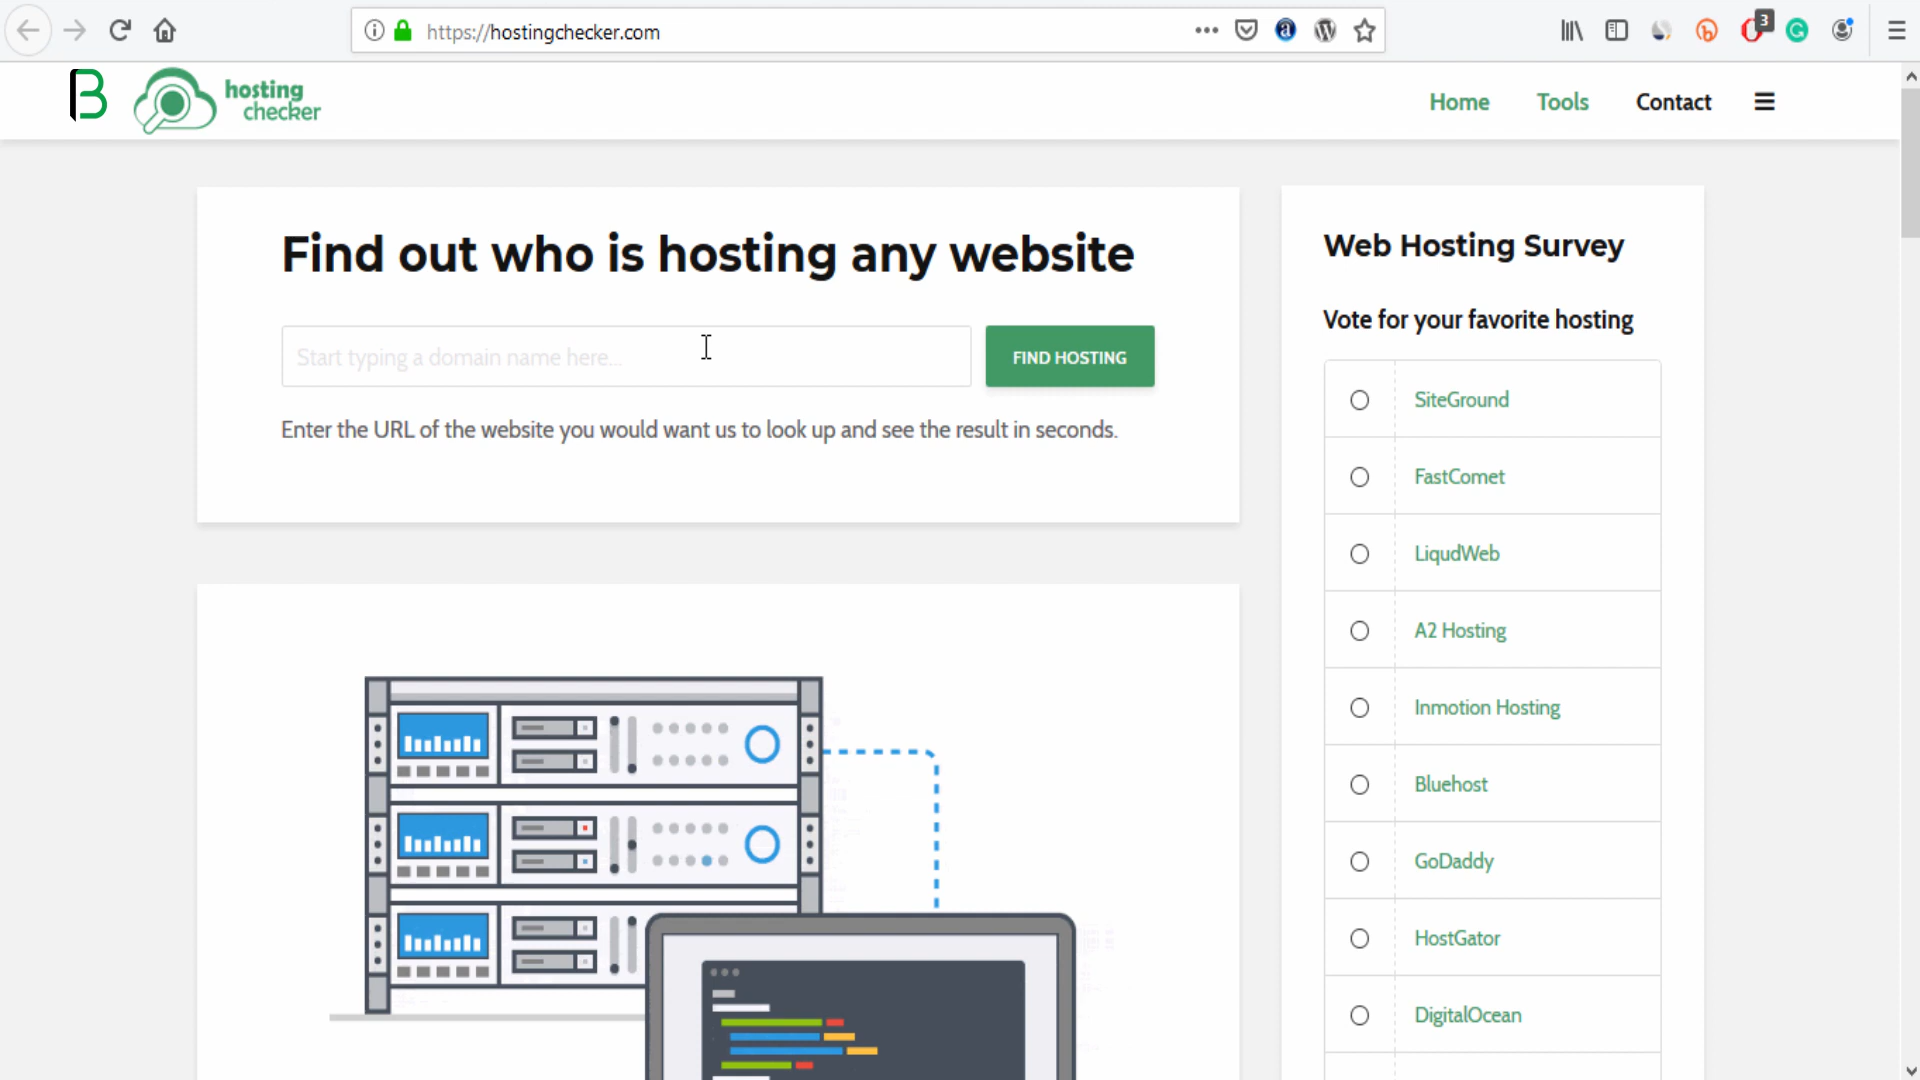 https://hostingchecker.com
3
B
hosting
checker
Home
Tools
Contact
Find out who is hosting any website
Start typing a domain name here...
FIND HOSTING
Enter the URL of the website you would want us to look up and see the result in seconds.
Web Hosting Survey
Vote for your favorite hosting
SiteGround
FastComet
LiqudWeb
A2 Hosting
Inmotion Hosting
Bluehost
GoDaddy
HostGator
DigitalOcean